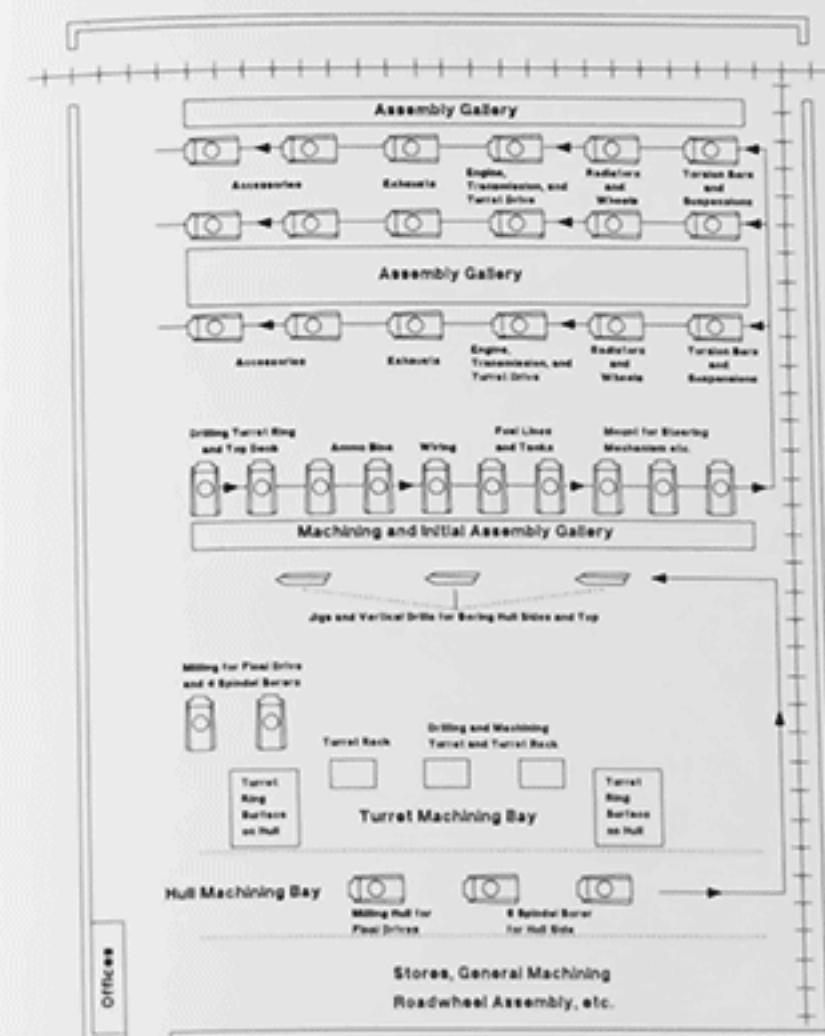 Assembly Gallery
Accessories
Exhausts
Engine,
Transmission, and
Turret Drive
Radiators
and
Wheels
Torsion Bars
and
Suspensions
Assembly Gallery
Accessories
Exhausts
Engine,
Transmission, and
Turret Drive
Radiators
and
Wheels
Torsion Bars
and
Suspensions
Drilling Turret Ring
and Top Deck
Ammo Bins
Wiring
Fuel Lines
and Tanks
Mount for Steering
Mechanism etc.
Machining and Initial Assembly Gallery
Jigs and Vertical Drills for Boring Hull Sides and Top
Milling for Final Drive
and 4 Spindel Borers
Turret Rack
Drilling and Machining
Turret and Turret Rack
Turret
Ring
Surface
on Hull
Turret
Ring
Surface
on Hull
Turret Machining Bay
Hull Machining Bay
Milling Hull for
Final Drives
Spindel Borer
for Hull Side
Offices
Stores, General Machining
Roadwheel Assembly, etc.